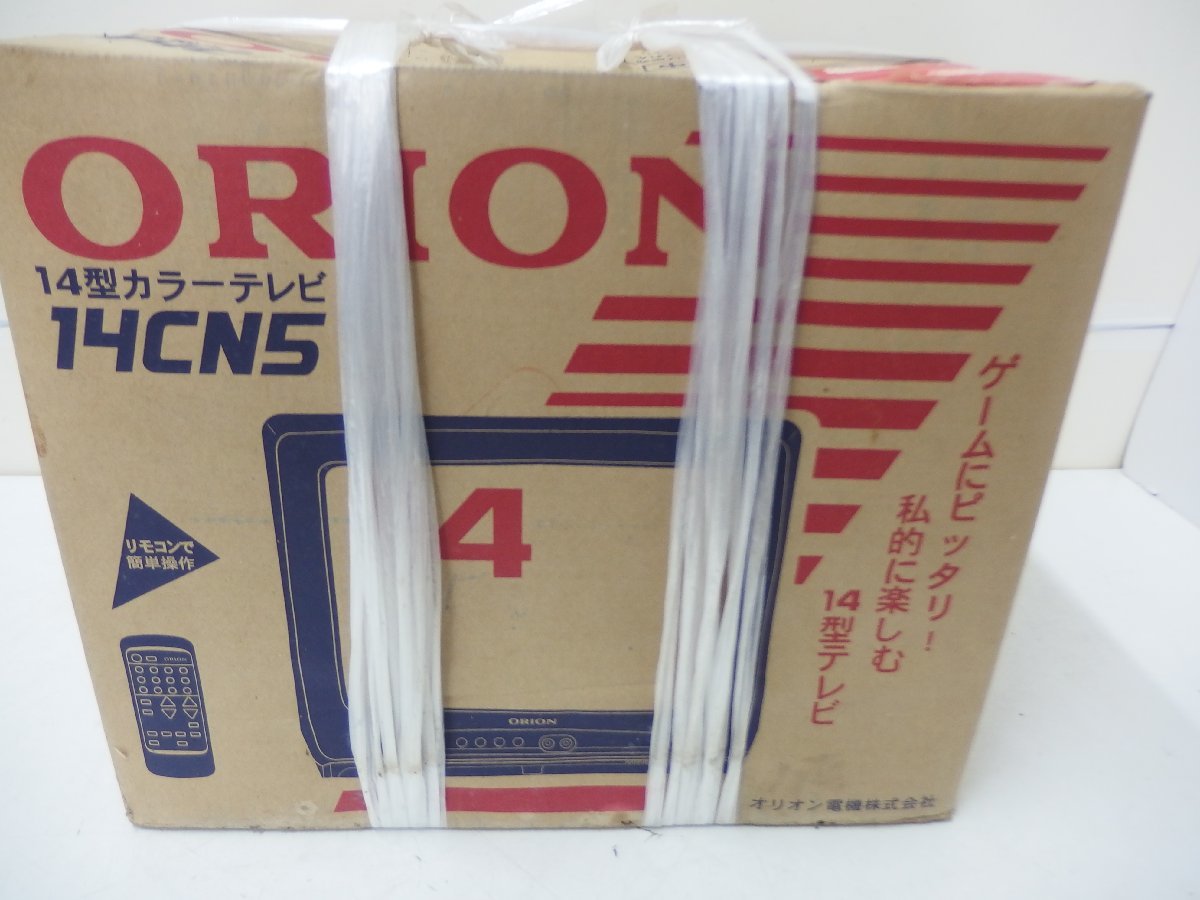 ORION
14型カラーテレビ
14CN5
ゲームにピッタリ!
私的に楽しむ
14型テレビ
4
リモコンで
簡単操作
ORION
ORION
オリオン電機株式会社